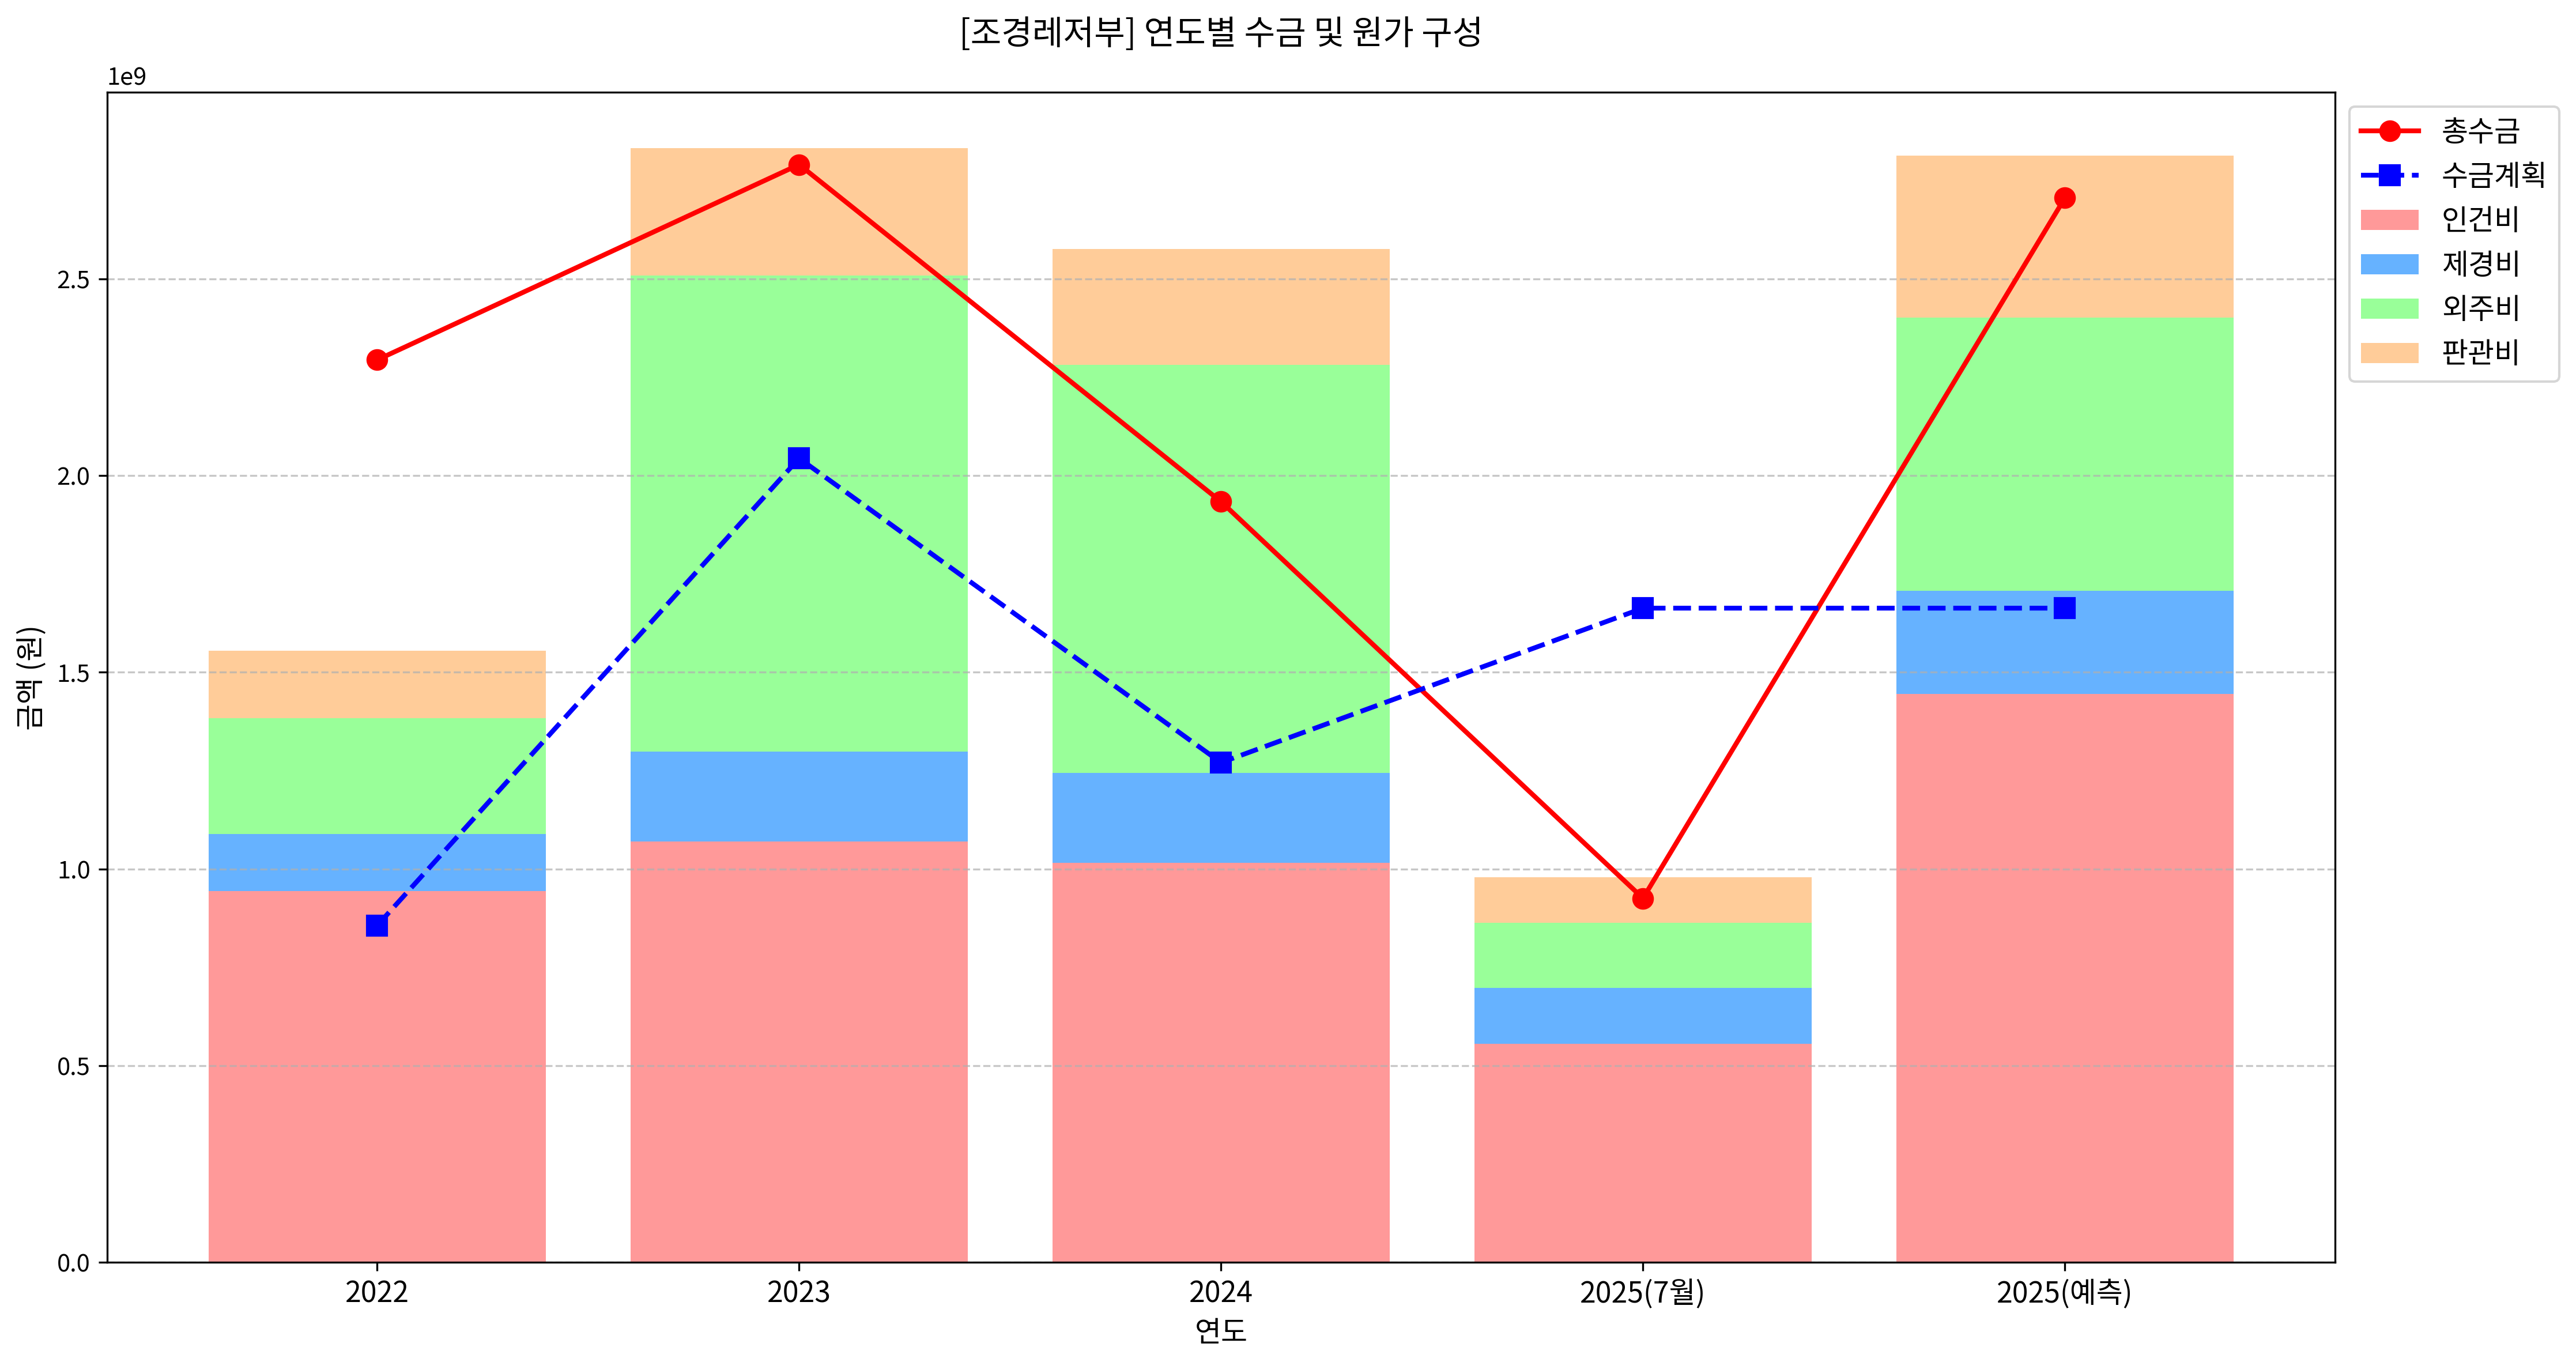 [조경레저부] 연도별 수금 및 원가 구성
1e9
총수금
수금계획
인건비
제경비
외주비
판관비
금액 (원)
2.5
2.0
1.5
1.0
0.5
0.0
2022
2023
2024
2025(7월)
2025(예측)
연도